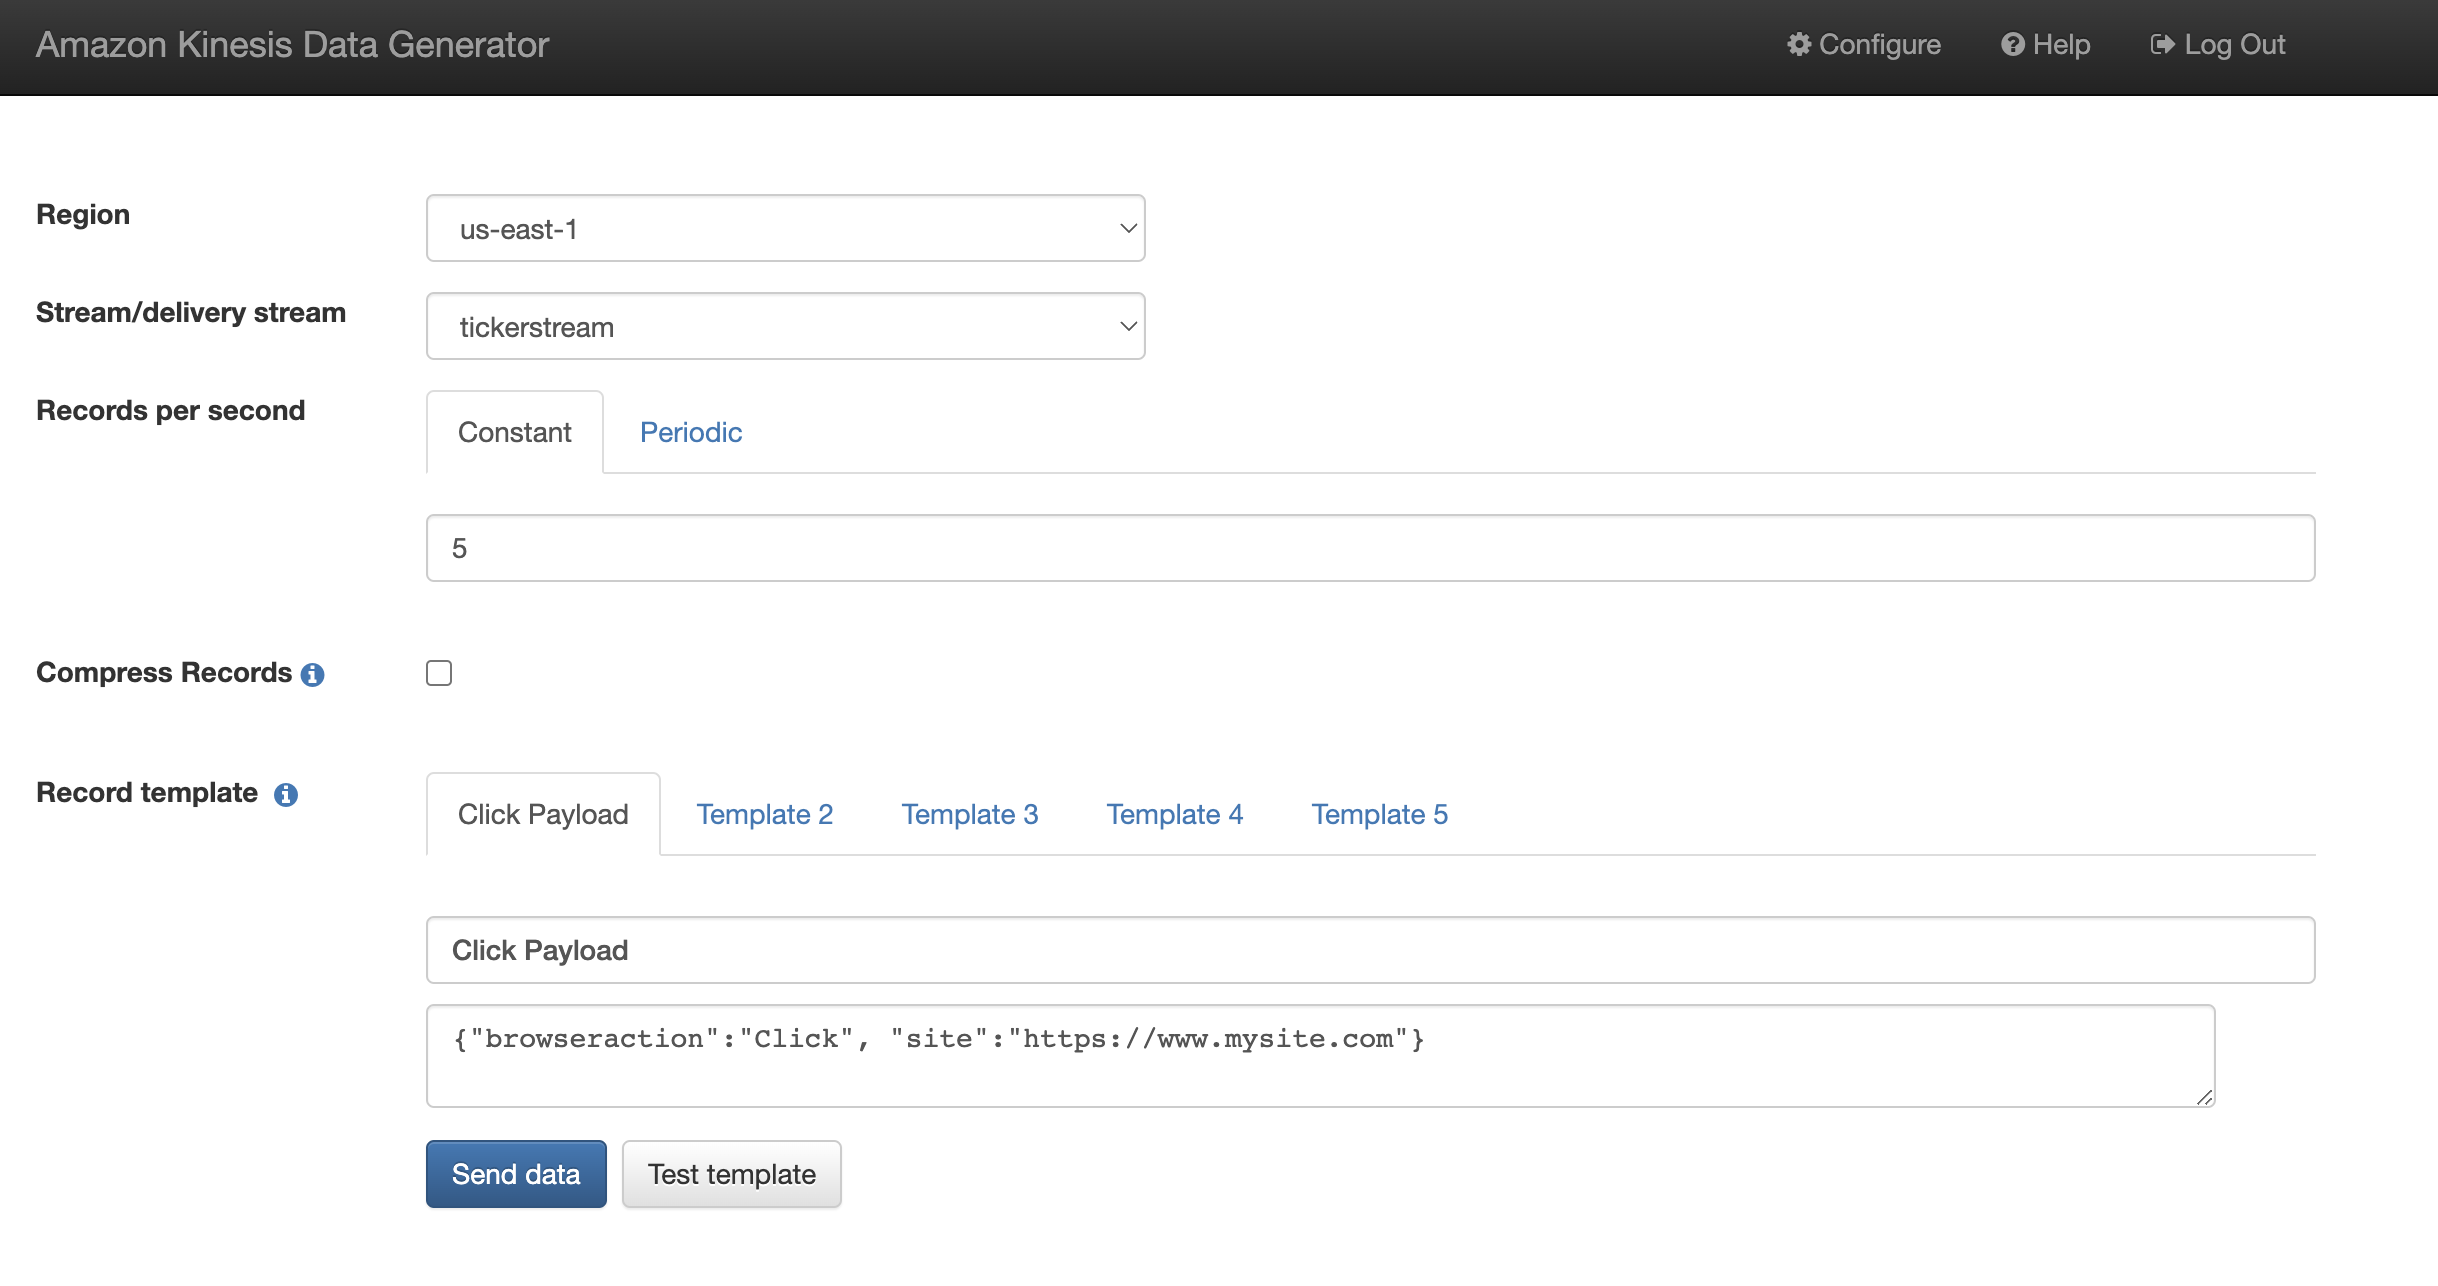 Amazon Kinesis Data Generator Configure Help Log Out
Region us-east-1
Stream/delivery stream tickerstream
Records per second Constant Periodic
5
Compress Records
Record template Click Payload Template 2 Template 3 Template 4 Template 5
Click Payload
{"browseraction":"Click", "site":"https://www.mysite.com"}
Send data Test template